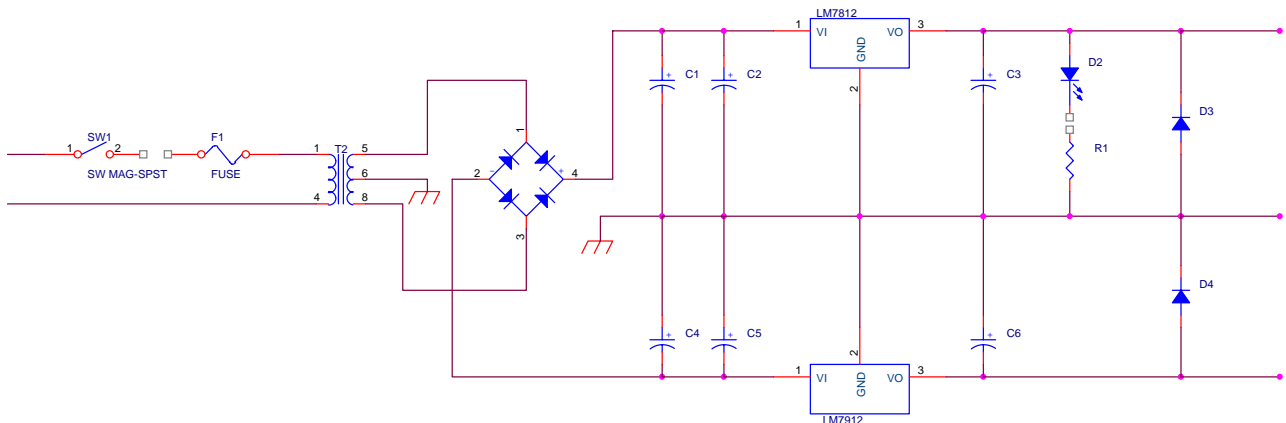 LM7812
1 VI VO 3
GND
2
C1 C2 C3 D2
D3
R1
SW1 F1
1 2
SW MAG-SPST FUSE
T2
1 5
6
4 8
1
2 - + 4
3
+ + +
C4 C5 C6 D4
+ + +
2
1 VI VO 3
GND
LM7912